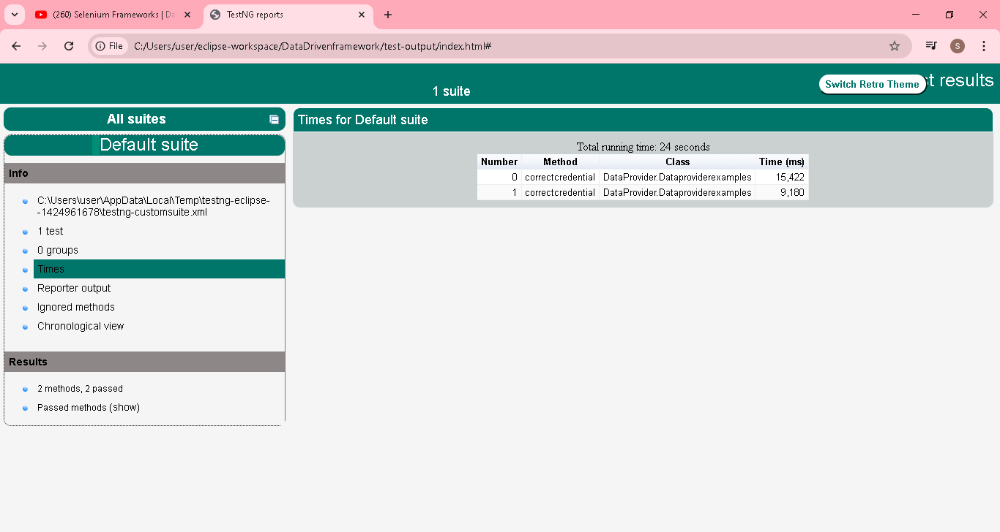 (260) Selenium Frameworks | Da
TestNG reports
File
C:/Users/user/eclipse-workspace/DataDrivenframework/test-output/index.html#
S
1 suite
Switch Retro Theme
st results
All suites
Default suite
Info
C:\Users\user\AppData\Local\Temp\testng-eclipse-
-1424961678\testng-customsuite.xml
1 test
0 groups
Times
Reporter output
Ignored methods
Chronological view
Results
2 methods, 2 passed
Passed methods (show)
Times for Default suite
Total running time: 24 seconds
Number Method Class Time (ms)
0 correctcredential DataProvider.Dataproviderexamples 15,422
1 correctcredential DataProvider.Dataproviderexamples 9,180